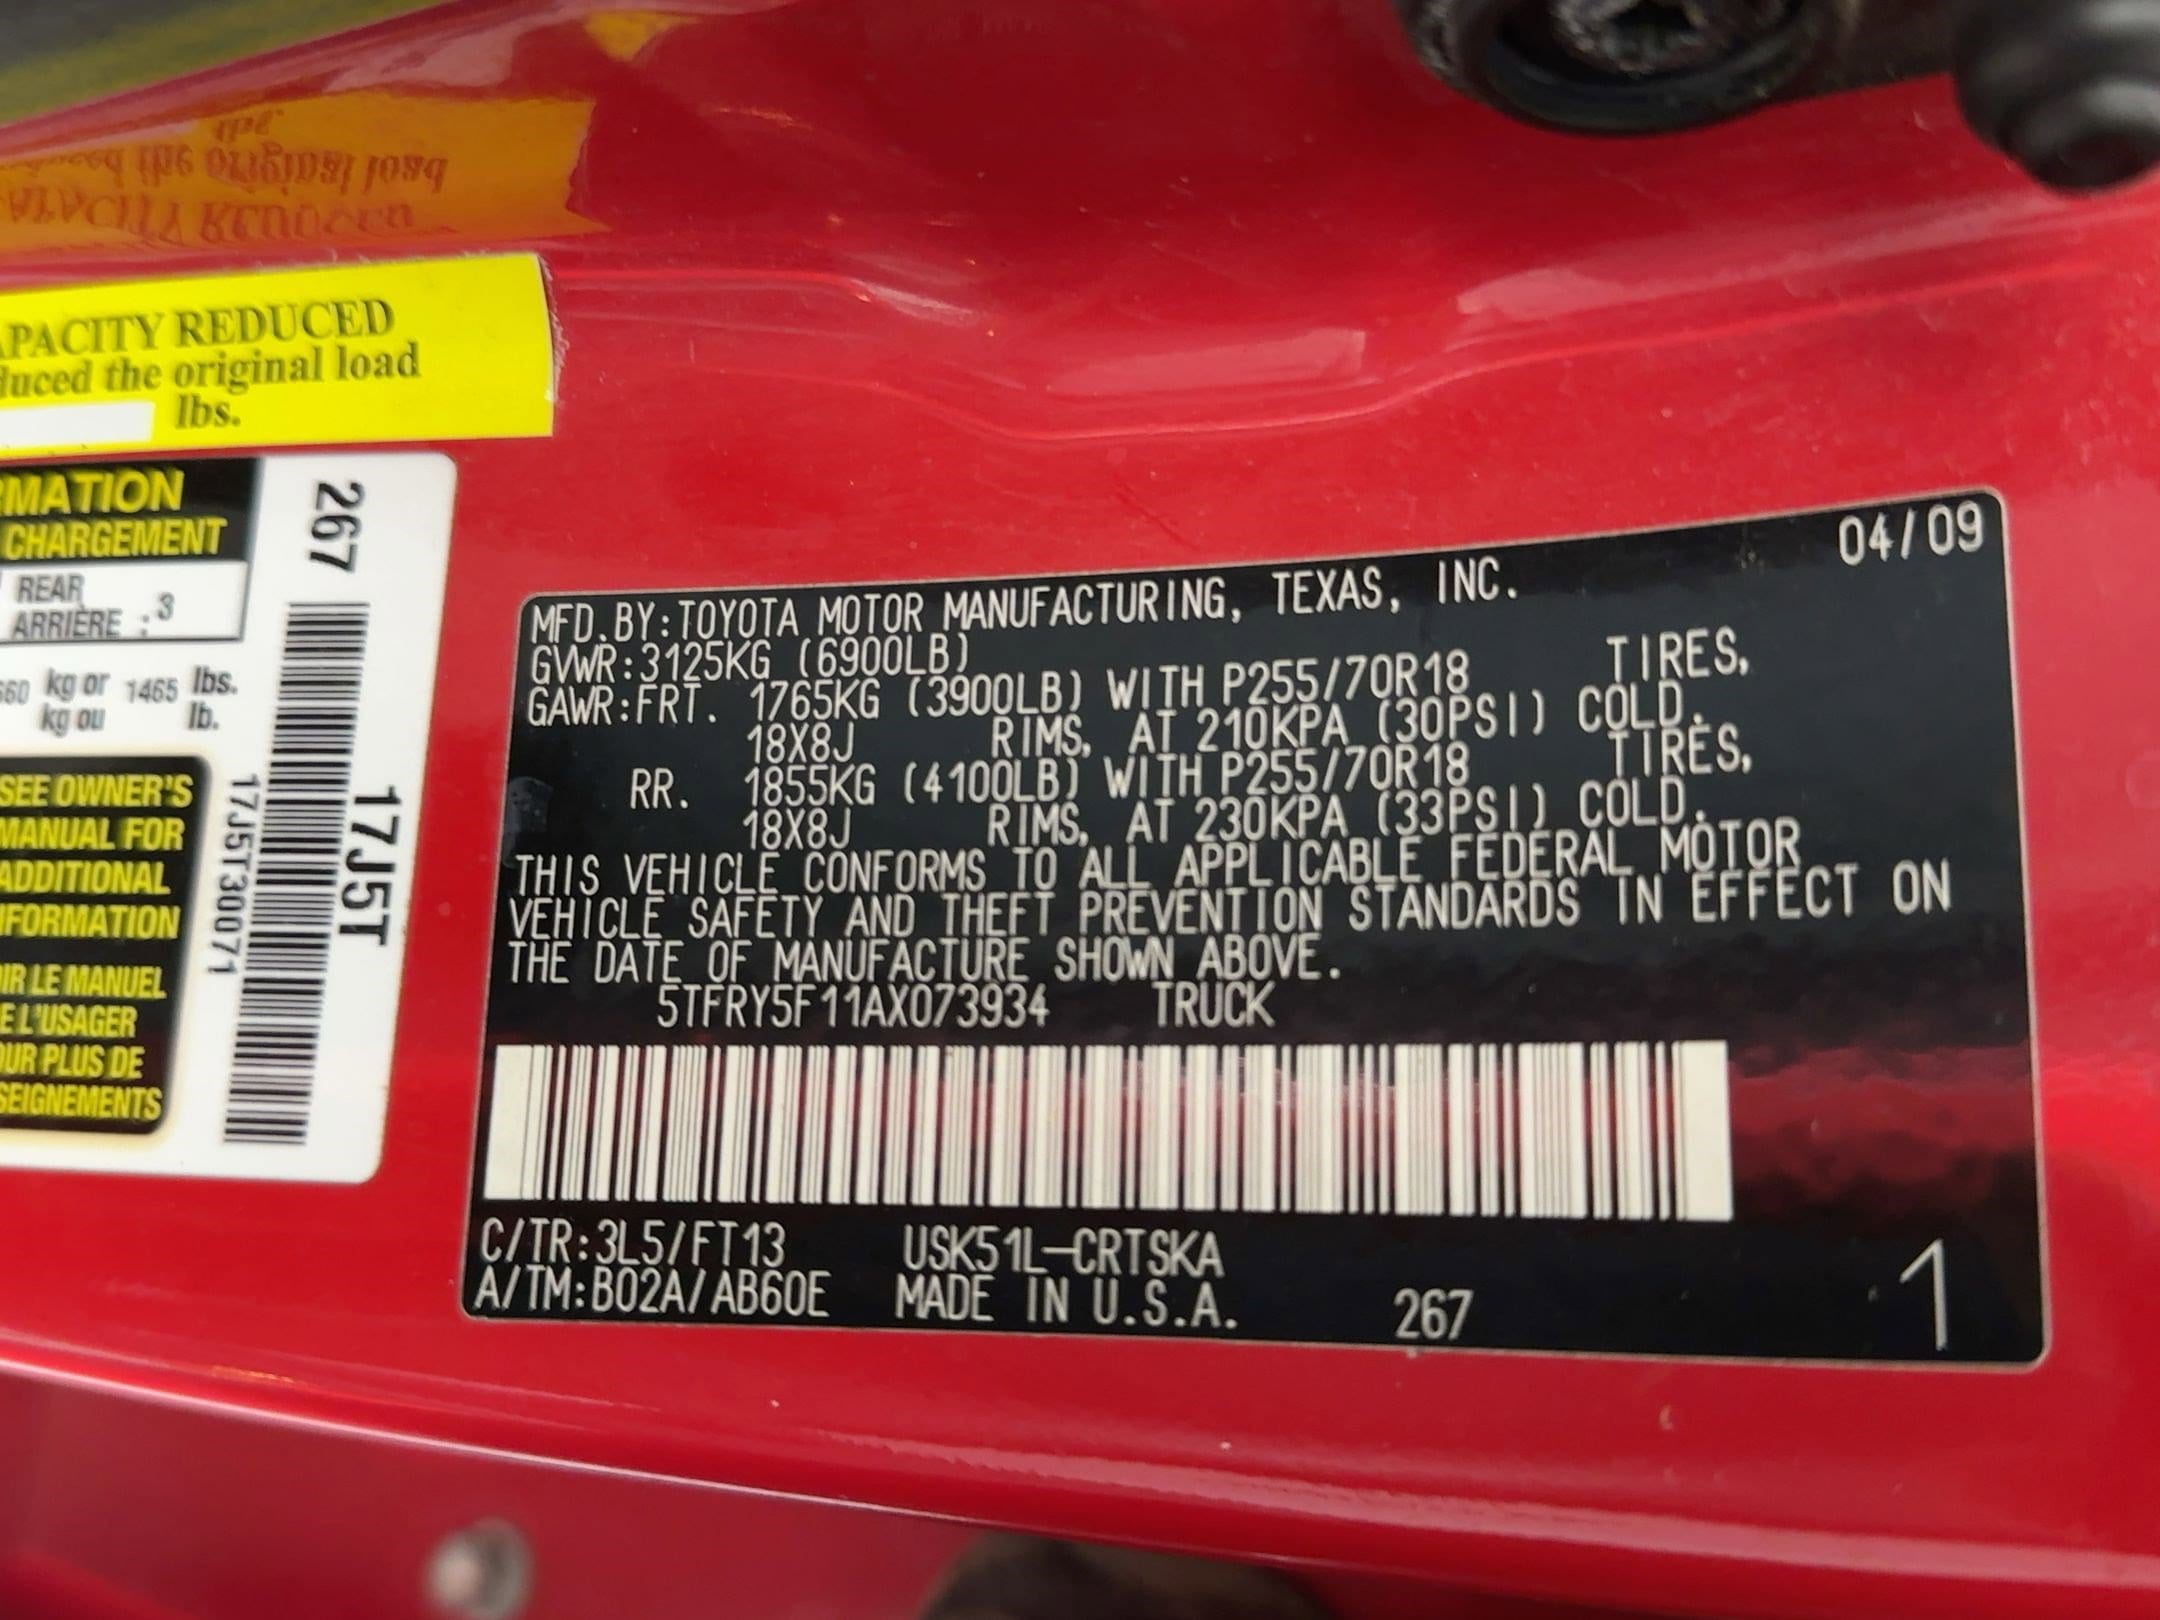 APACITY REDUCED
duced the original load
lbs.
RMATION
CHARGEMENT
REAR
ARRIÈRE : 3
660 kg or 1465 lbs.
kg ou lb.
SEE OWNER'S
MANUAL FOR
ADDITIONAL
NFORMATION
OIR LE MANUEL
E L'USAGER
OUR PLUS DE
SEIGNEMENTS
267
17J5T
17J5T30071
04/09
MFD.BY:TOYOTA MOTOR MANUFACTURING, TEXAS, INC.
GVWR:3125KG (6900LB)
GAWR:FRT. 1765KG (3900LB) WITH P255/70R18 TIRES,
18X8J RIMS, AT 210KPA (30PSI) COLD.
RR. 1855KG (4100LB) WITH P255/70R18 TIRES,
18X8J RIMS, AT 230KPA (33PSI) COLD.
THIS VEHICLE CONFORMS TO ALL APPLICABLE FEDERAL MOTOR
VEHICLE SAFETY AND THEFT PREVENTION STANDARDS IN EFFECT ON
THE DATE OF MANUFACTURE SHOWN ABOVE.
5TFRY5F11AX073934 TRUCK
C/TR:3L5/FT13 USK51L-CRTSKA
A/TM:B02A/AB60E MADE IN U.S.A. 267 1